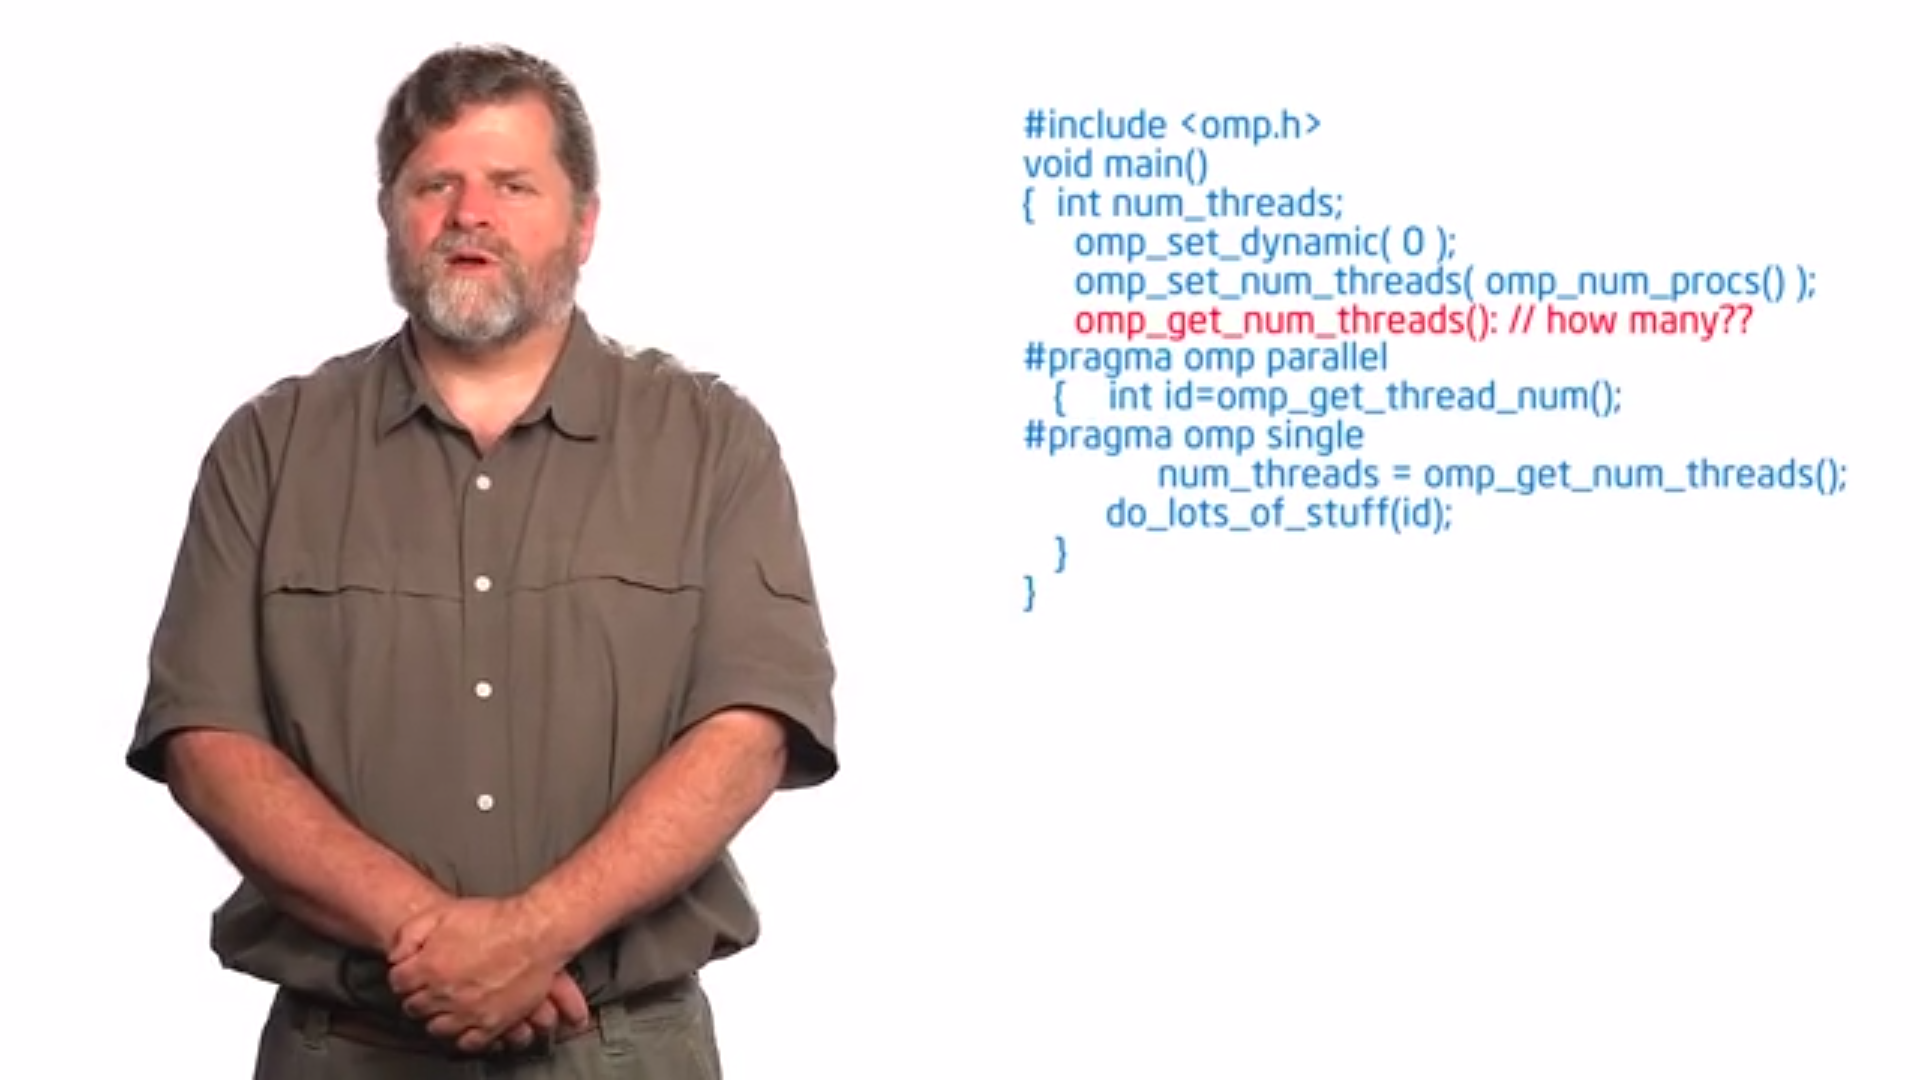 #include <omp.h>
void main()
{ int num_threads;
omp_set_dynamic( 0 );
omp_set_num_threads( omp_num_procs() );
omp_get_num_threads(): // how many??
#pragma omp parallel
{ int id=omp_get_thread_num();
#pragma omp single
num_threads = omp_get_num_threads();
do_lots_of_stuff(id);
}
}